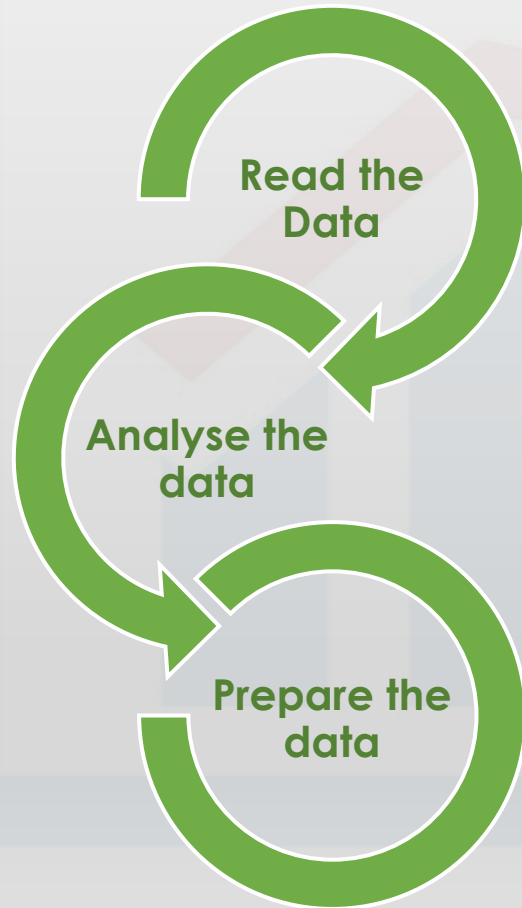 Read the
Data
Analyse the
data
Prepare the
data